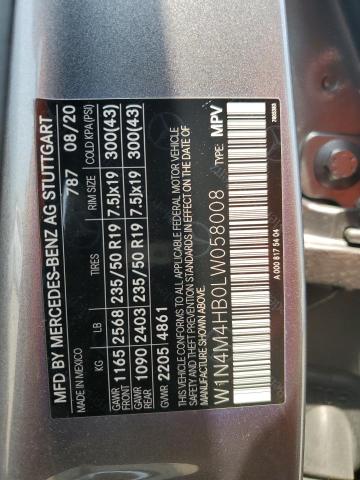 MFD BY MERCEDES-BENZ AG STUTTGART
MADE IN MEXICO 787 08/20
KG LB TIRES RIM SIZE COLD KPA(PSI)
GAWR FRONT 1165 2568 235/50 R19 7.5Jx19 300(43)
GAWR REAR 1090 2403 235/50 R19 7.5Jx19 300(43)
GVWR 2205 4861
THIS VEHICLE CONFORMS TO ALL APPLICABLE FEDERAL MOTOR VEHICLE
SAFETY AND THEFT PREVENTION STANDARDS IN EFFECT ON THE DATE OF
MANUFACTURE SHOWN ABOVE.
W1N4M4HB0LW058008 TYPE: MPV
A 000 817 54 04